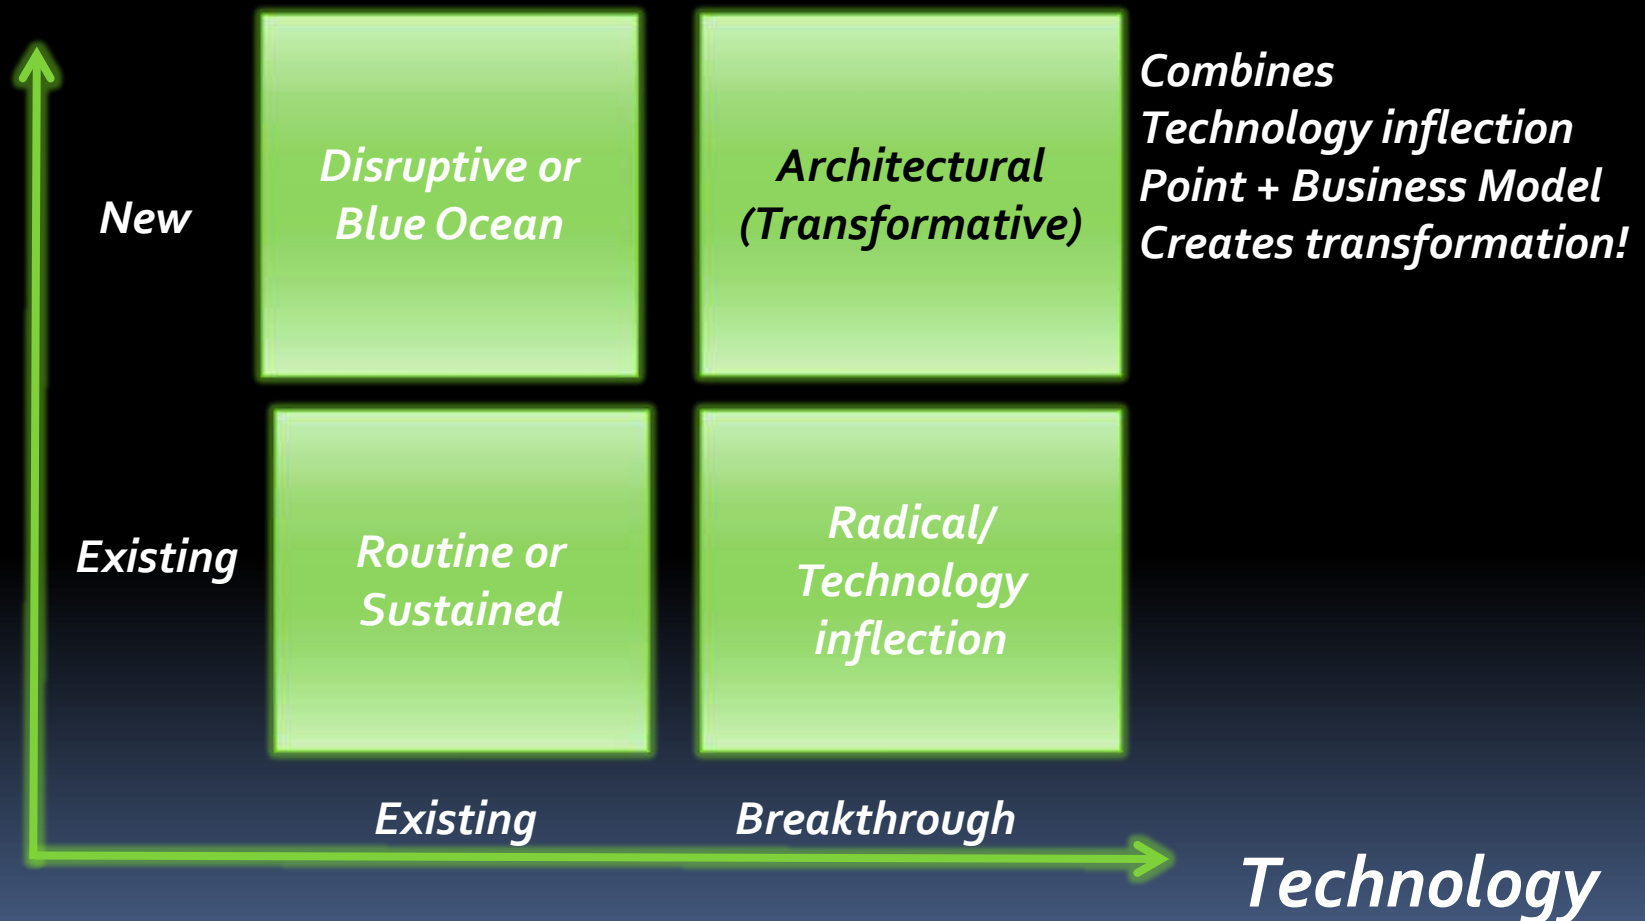 New
Disruptive or
Blue Ocean
Architectural
(Transformative)
Combines
Technology inflection
Point + Business Model
Creates transformation!
Existing
Routine or
Sustained
Radical/
Technology
inflection
Existing
Breakthrough
Technology